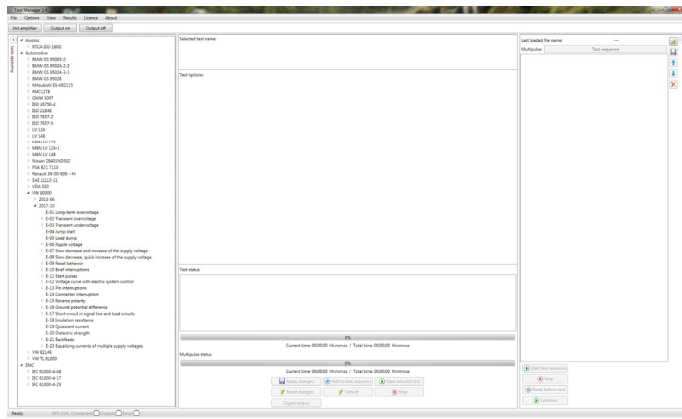 Test Manager 2.4
File Options View Results Licence About
Init amplifier Output on Output off
Available tests
Avionic
RTCA DO-160G
Automotive
BMW GS 95003-2
BMW GS 95024-2-2
BMW GS 95024-3-1
BMW GS 95026
Mitsubishi ES-X82115
FMC1278
GMW 3097
ISO 16750-2
ISO 21848
ISO 7637-2
ISO 7637-3
LV 124
LV 148
MBN LV 124-1
MBN LV 148
Nissan 28401NDS02
PSA B21 7110
Renault 36-00-808 --M
SAE J1113-11
VDA 320
VW 80000
2013-06
2017-10
E-01 Long-term overvoltage
E-02 Transient overvoltage
E-03 Transient undervoltage
E-04 Jump start
E-05 Load dump
E-06 Ripple voltage
E-07 Slow decrease and increase of the supply voltage
E-08 Slow decrease, quick increase of the supply voltage
E-09 Reset behavior
E-10 Brief interruptions
E-11 Start pulses
E-12 Voltage curve with electric system control
E-13 Pin interruptions
E-14 Connector interruption
E-15 Reverse polarity
E-16 Ground potential difference
E-17 Short circuit in signal line and load circuits
E-18 Insulation resistance
E-19 Quiescent current
E-20 Dielectric strength
E-21 Backfeeds
E-23 Equalizing currents of multiple supply voltages
VW 82148
VW TL 81000
EMC
IEC 61000-4-08
IEC 61000-4-17
IEC 61000-4-29
Selected test name:
Test options:
Test status
Current time: 00:00:00 hh:mm:ss / Total time: 00:00:00 hh:mm:ss
Multipulse status
Current time: 00:00:00 hh:mm:ss / Total time: 00:00:00 hh:mm:ss
Apply changes Add to test sequence Start selected test
Reset changes Default Stop
Digital output
Last loaded file name: ---
Multipulse: Test sequence
Start test sequence
Stop
Break before next
Continue
Ready Connected Output Error